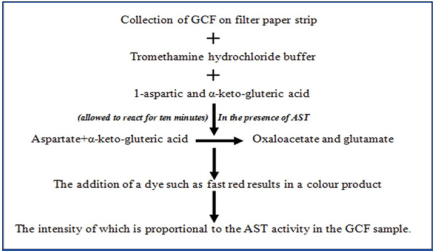 Collection of GCF on filter paper strip
+
Tromethamine hydrochloride buffer
+
1-aspartic and α-keto-gluteric acid
(allowed to react for ten minutes) In the presence of AST
Aspartate+α-keto-gluteric acid Oxaloacetate and glutamate
The addition of a dye such as fast red results in a colour product
The intensity of which is proportional to the AST activity in the GCF sample.